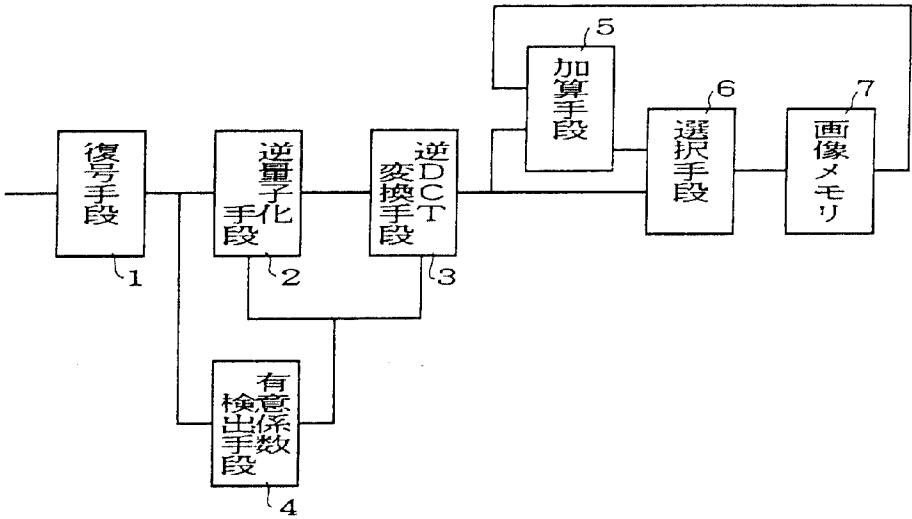 復号手段
1
逆量子化
手段
2
逆DCT
変換手段
3
有意係数
検出手段
4
加算手段
5
選択手段
6
画像メモリ
7